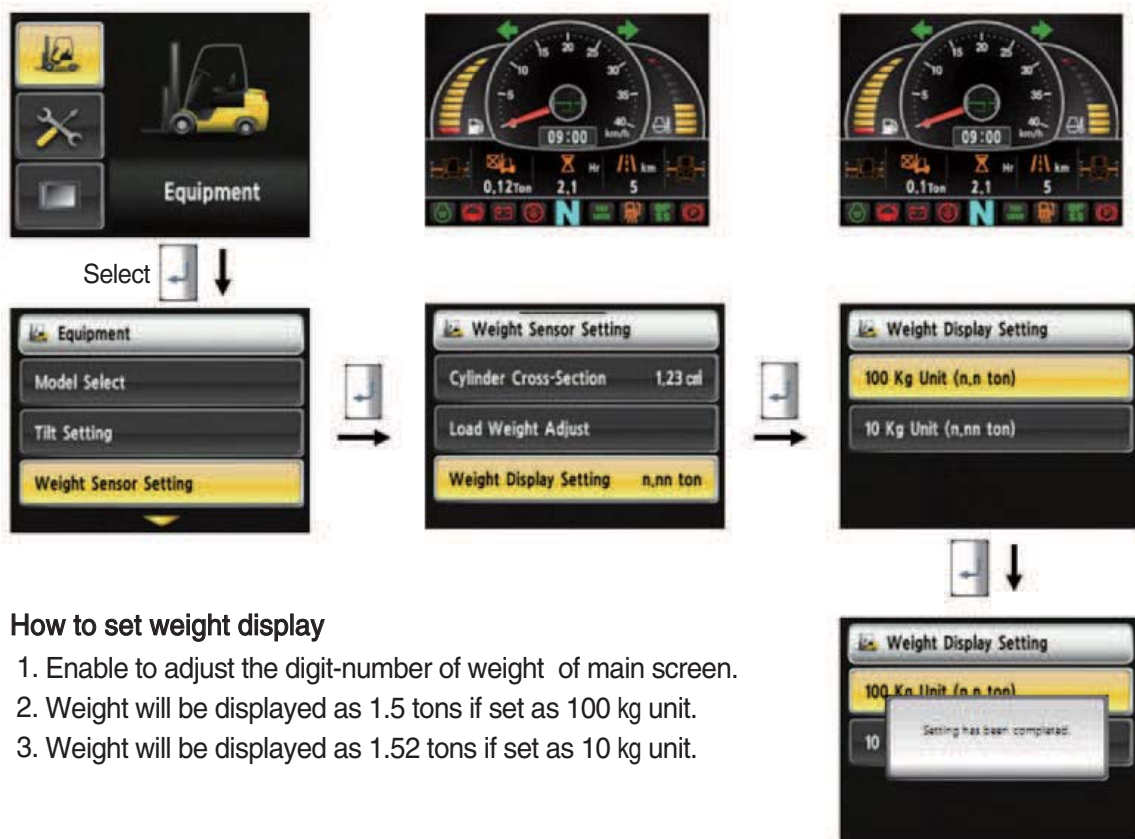 Equipment
15 20 25
10 30
5 35
40
km/h
09:00
Hr km
0.12Ton 2.1 5
N
15 20 25
10 30
5 35
40
km/h
09:00
Hr km
0.1Ton 2.1 5
N
Select
Equipment
Model Select
Tilt Setting
Weight Sensor Setting
Weight Sensor Setting
Cylinder Cross-Section 1,23 ㎠
Load Weight Adjust
Weight Display Setting n,nn ton
Weight Display Setting
100 Kg Unit (n,n ton)
10 Kg Unit (n,nn ton)
How to set weight display
1. Enable to adjust the digit-number of weight of main screen.
2. Weight will be displayed as 1.5 tons if set as 100 kg unit.
3. Weight will be displayed as 1.52 tons if set as 10 kg unit.
Weight Display Setting
100 Kg Unit (n,n ton)
10
Setting has been completed.